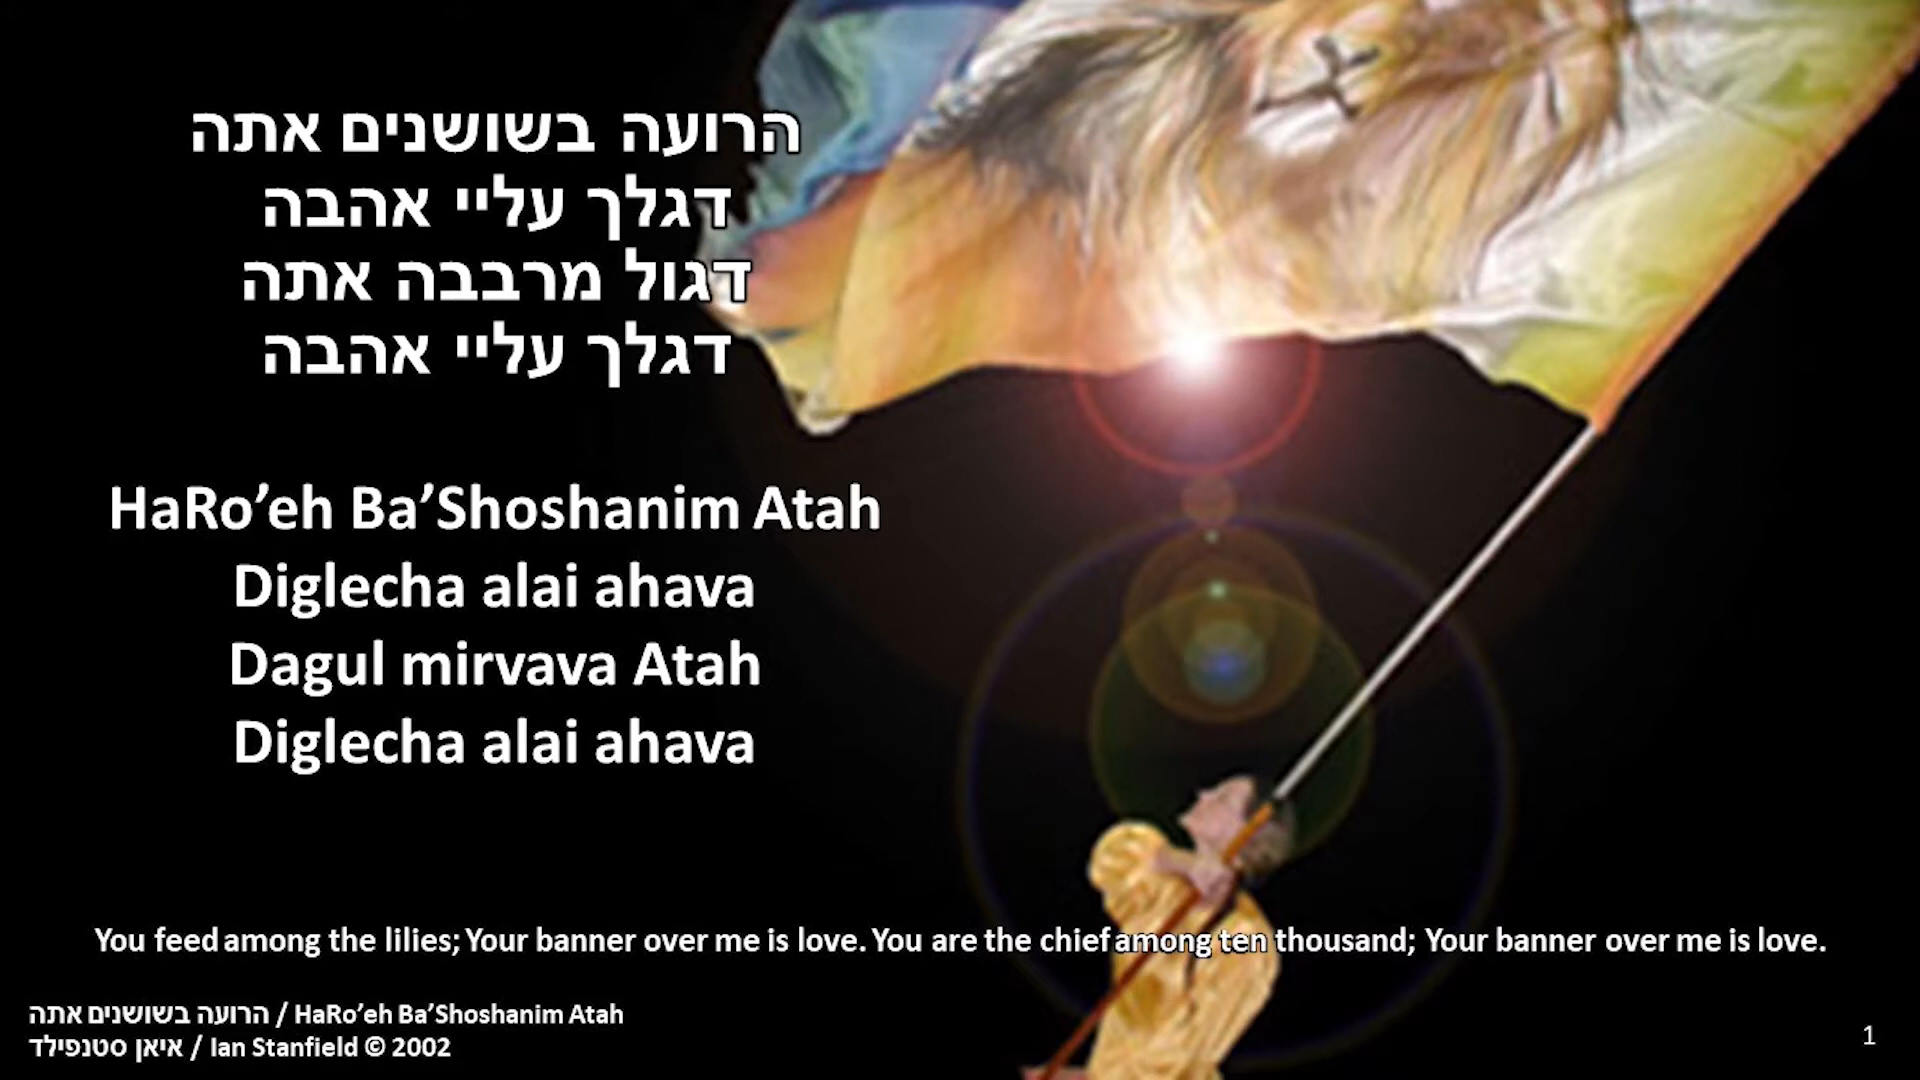 הרועה בשושנים אתה
דגלך עליי אהבה
דגול מרבבה אתה
דגלך עליי אהבה
HaRo’eh Ba’Shoshanim Atah
Diglecha alai ahava
Dagul mirvava Atah
Diglecha alai ahava
You feed among the lilies; Your banner over me is love. You are the chief among ten thousand; Your banner over me is love.
הרועה בשושנים אתה / HaRo’eh Ba’Shoshanim Atah
איאן סטנפילד / Ian Stanfield © 2002
1